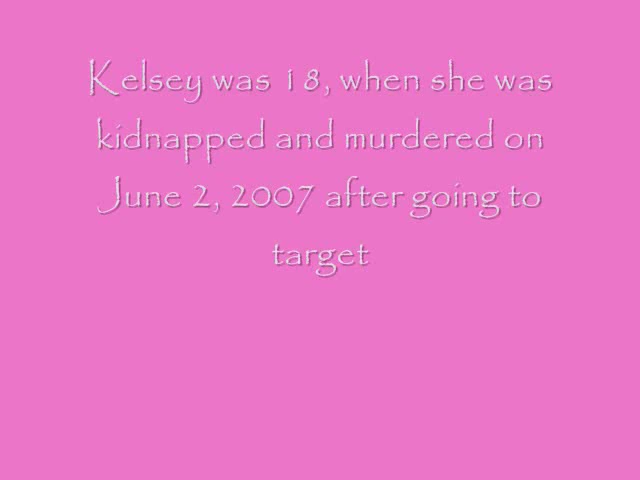 Kelsey was 18, when she was
kidnapped and murdered on
June 2, 2007 after going to
target